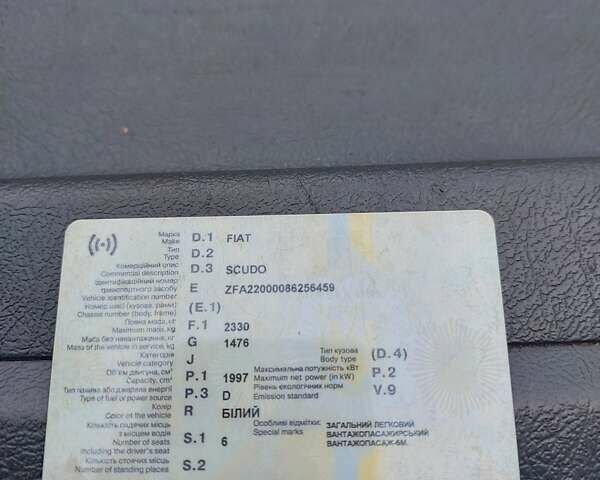 Марка D.1 FIAT
Make
Тип D.2
Type
Комерційний опис D.3 SCUDO
Commercial description
Ідентифікаційний номер E ZFA22000086256459
транспортного засобу
Vehicle identification number
Номер шасі (кузова, рами) (E.1)
Chassis number (body, frame)
Повна маса, кг F.1 2330
Maximum mass, kg
Маса без навантаження, кг G 1476
Mass of the vehicle in service, kg
Категорія J Тип кузова (D.4)
Vehicle category Body type
Об'єм двигуна, см³ P.1 1997 Максимальна потужність кВт P.2
Capacity, cm³ Maximum net power (in kW)
Тип палива або джерела енергії P.3 D Рівень екологічних норм V.9
Type of fuel or power source Emission standard
Колір R БІЛИЙ
Color of the vehicle
Кількість сидячих місць S.1 6 Особливі відмітки: ЗАГАЛЬНИЙ ЛЕГКОВИЙ
з місцем водія Special marks ВАНТАЖОПАСАЖИРСЬКИЙ
Number of seats ВАНТАЖОПАСАЖ-6М.
including the driver's seat
Кількість стоячих місць S.2
Number of standing places